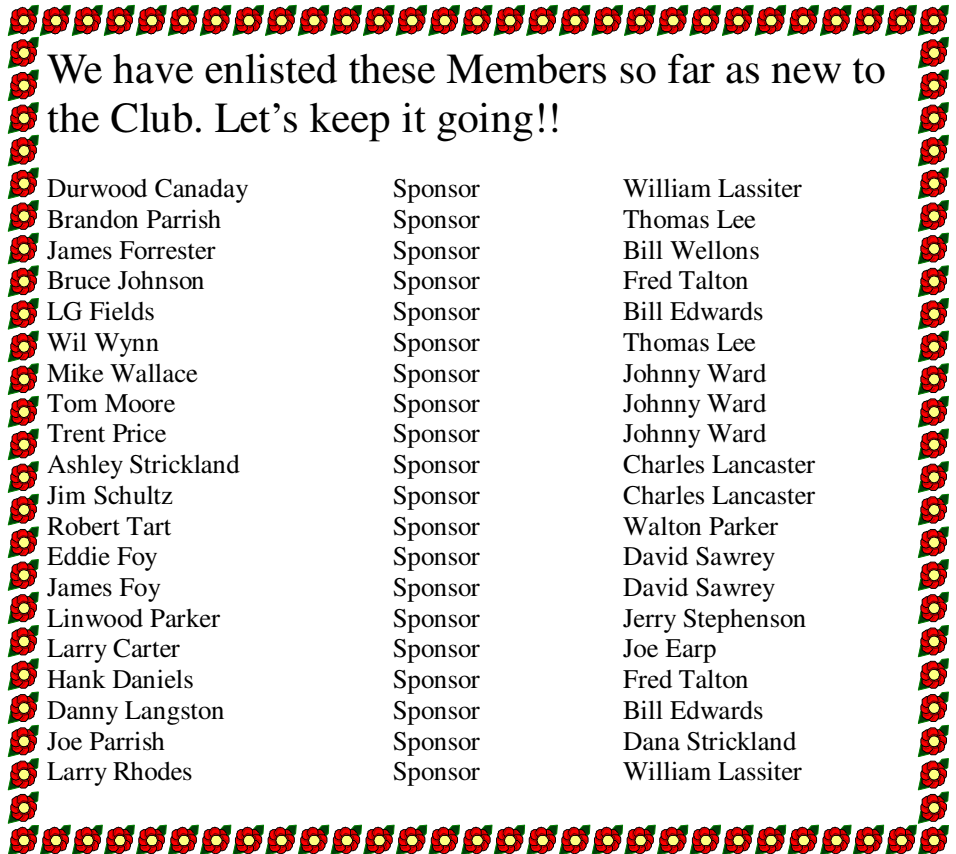 We have enlisted these Members so far as new to
the Club. Let's keep it going!!
Durwood Canaday Sponsor William Lassiter
Brandon Parrish Sponsor Thomas Lee
James Forrester Sponsor Bill Wellons
Bruce Johnson Sponsor Fred Talton
LG Fields Sponsor Bill Edwards
Wil Wynn Sponsor Thomas Lee
Mike Wallace Sponsor Johnny Ward
Tom Moore Sponsor Johnny Ward
Trent Price Sponsor Johnny Ward
Ashley Strickland Sponsor Charles Lancaster
Jim Schultz Sponsor Charles Lancaster
Robert Tart Sponsor Walton Parker
Eddie Foy Sponsor David Sawrey
James Foy Sponsor David Sawrey
Linwood Parker Sponsor Jerry Stephenson
Larry Carter Sponsor Joe Earp
Hank Daniels Sponsor Fred Talton
Danny Langston Sponsor Bill Edwards
Joe Parrish Sponsor Dana Strickland
Larry Rhodes Sponsor William Lassiter